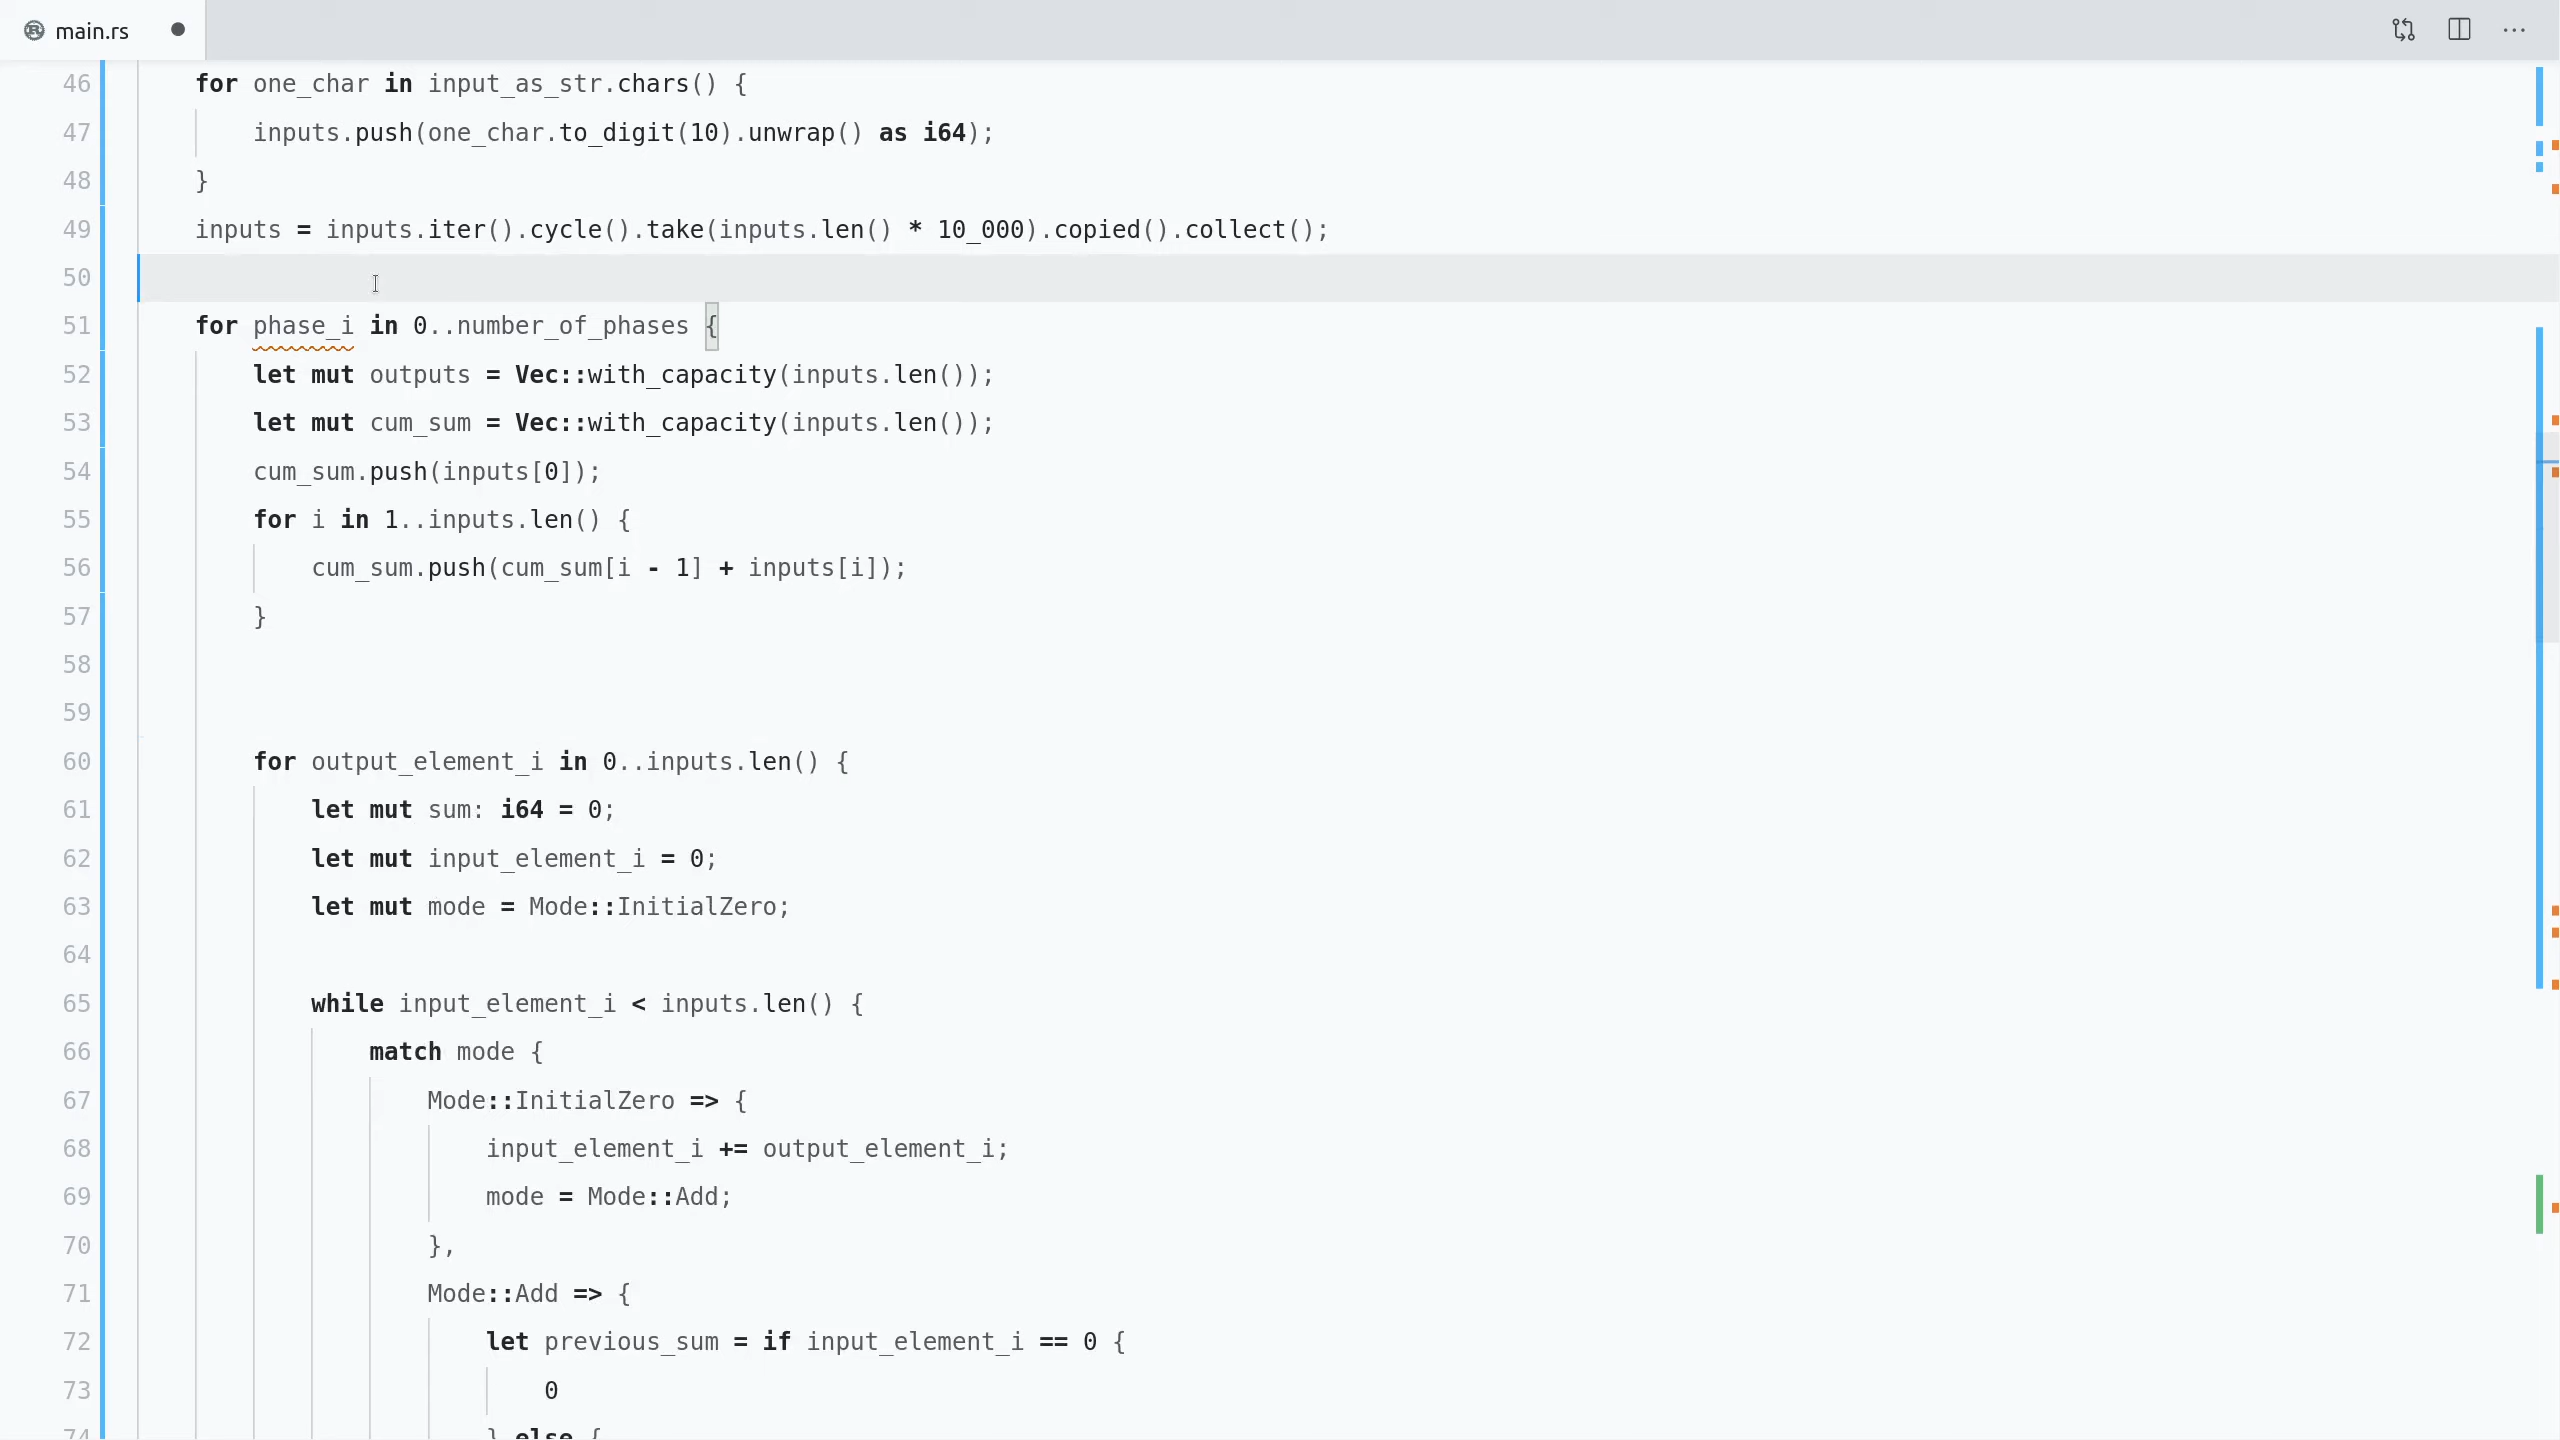 main.rs
46 for one_char in input_as_str.chars() {
47 inputs.push(one_char.to_digit(10).unwrap() as i64);
48 }
49 inputs = inputs.iter().cycle().take(inputs.len() * 10_000).copied().collect();
50
51 for phase_i in 0..number_of_phases {
52 let mut outputs = Vec::with_capacity(inputs.len());
53 let mut cum_sum = Vec::with_capacity(inputs.len());
54 cum_sum.push(inputs[0]);
55 for i in 1..inputs.len() {
56 cum_sum.push(cum_sum[i - 1] + inputs[i]);
57 }
58
59
60 for output_element_i in 0..inputs.len() {
61 let mut sum: i64 = 0;
62 let mut input_element_i = 0;
63 let mut mode = Mode::InitialZero;
64
65 while input_element_i < inputs.len() {
66 match mode {
67 Mode::InitialZero => {
68 input_element_i += output_element_i;
69 mode = Mode::Add;
70 },
71 Mode::Add => {
72 let previous_sum = if input_element_i == 0 {
73 0
74 } else {